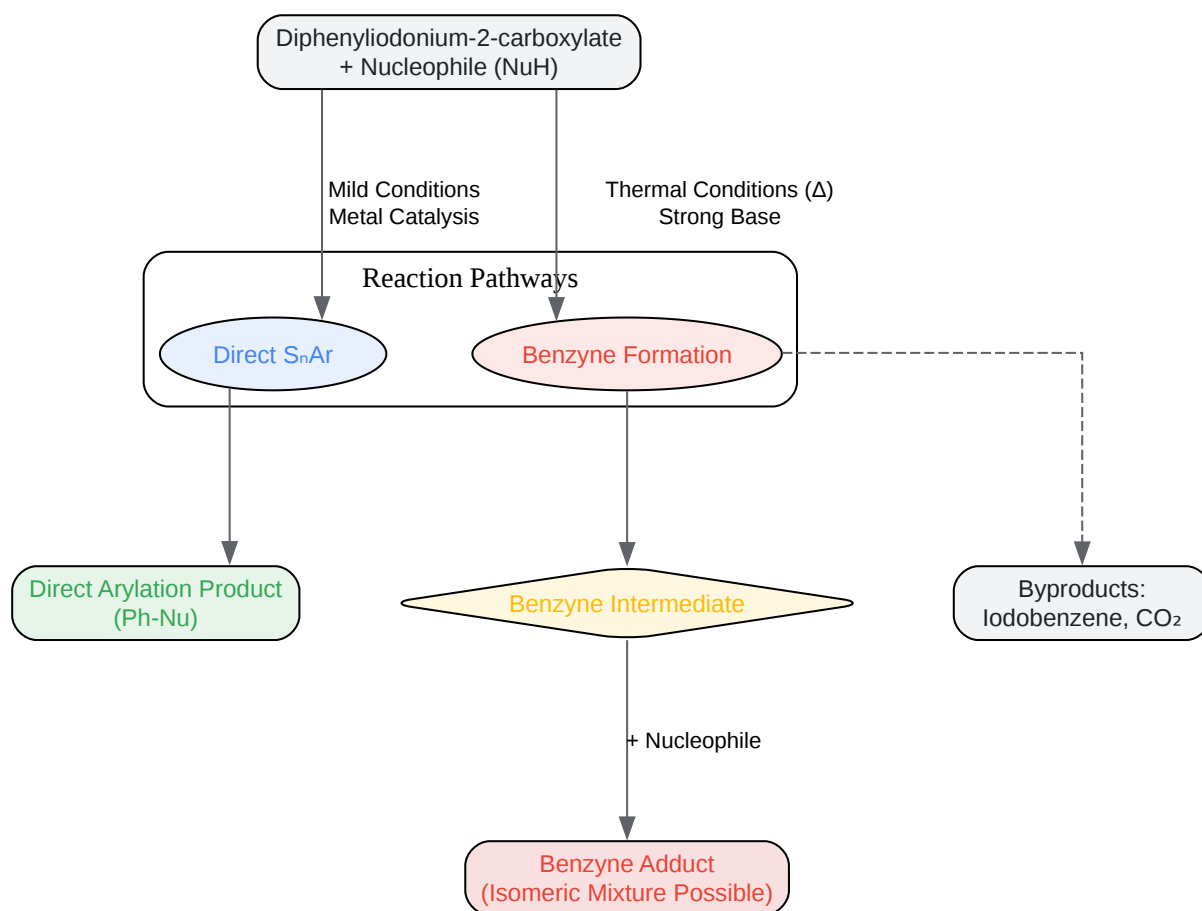 Diphenyliodonium-2-carboxylate
+ Nucleophile (NuH)
Mild Conditions
Metal Catalysis
Thermal Conditions (Δ)
Strong Base
Reaction Pathways
Direct SₙAr
Benzyne Formation
Direct Arylation Product
(Ph-Nu)
Benzyne Intermediate
Byproducts:
Iodobenzene, CO₂
+ Nucleophile
Benzyne Adduct
(Isomeric Mixture Possible)